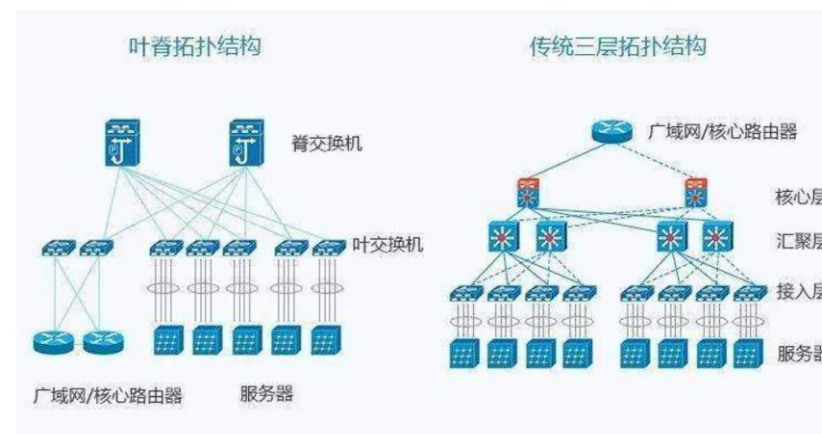 叶脊拓扑结构
脊交换机
叶交换机
广域网/核心路由器
服务器
传统三层拓扑结构
广域网/核心路由器
核心层
汇聚层
接入层
服务器